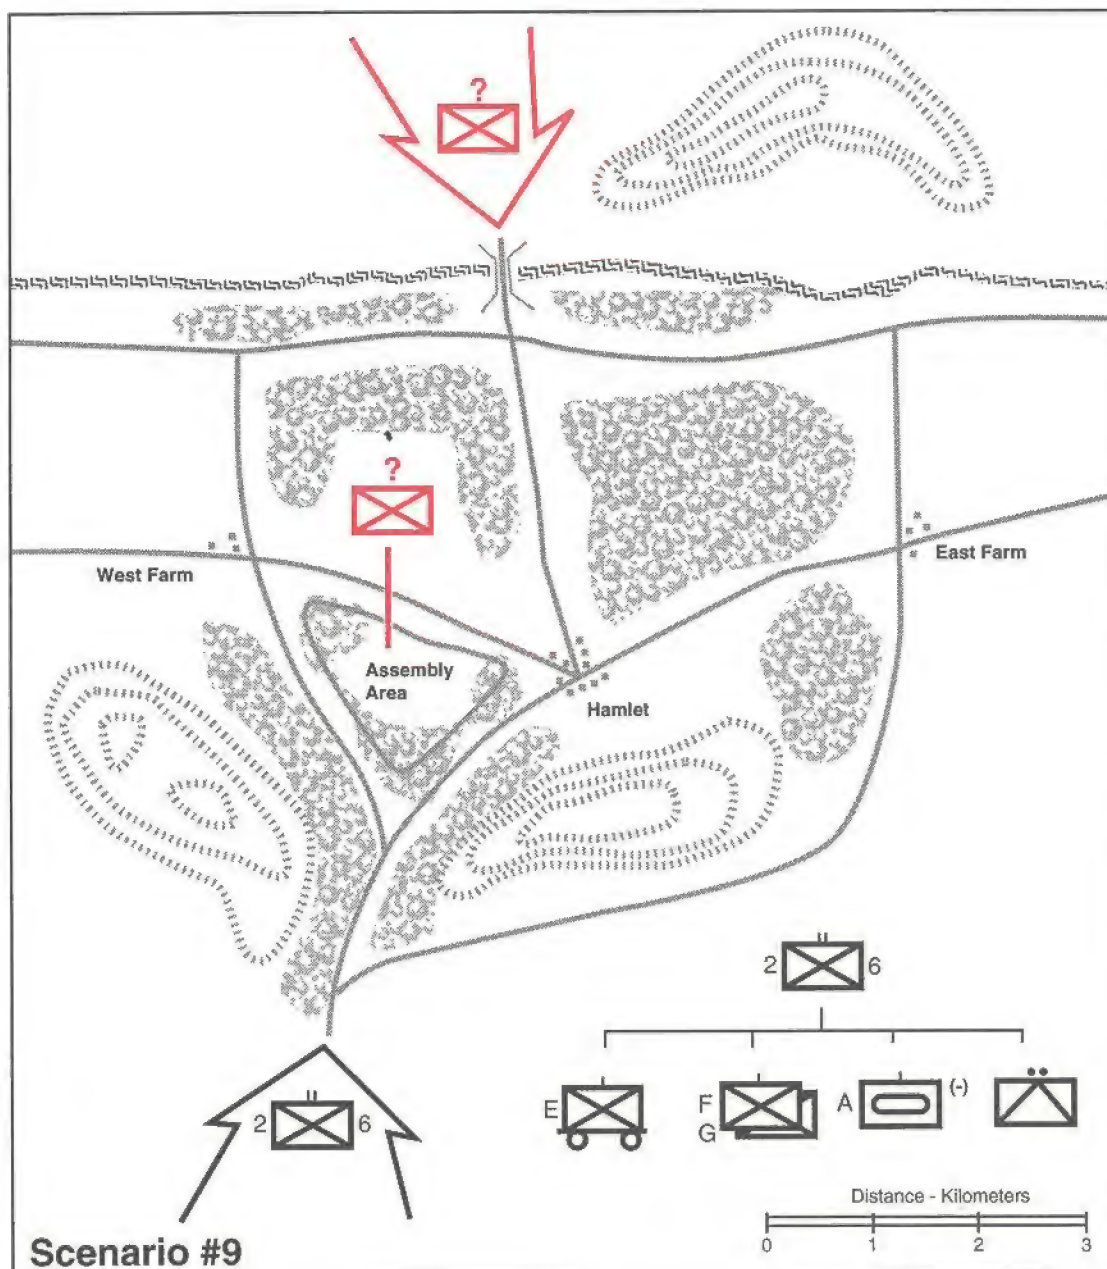 ?
?
West Farm
East Farm
Assembly
Area
Hamlet
2 6
E
F
G
A (-)
2 6
Distance - Kilometers
0 1 2 3
Scenario #9